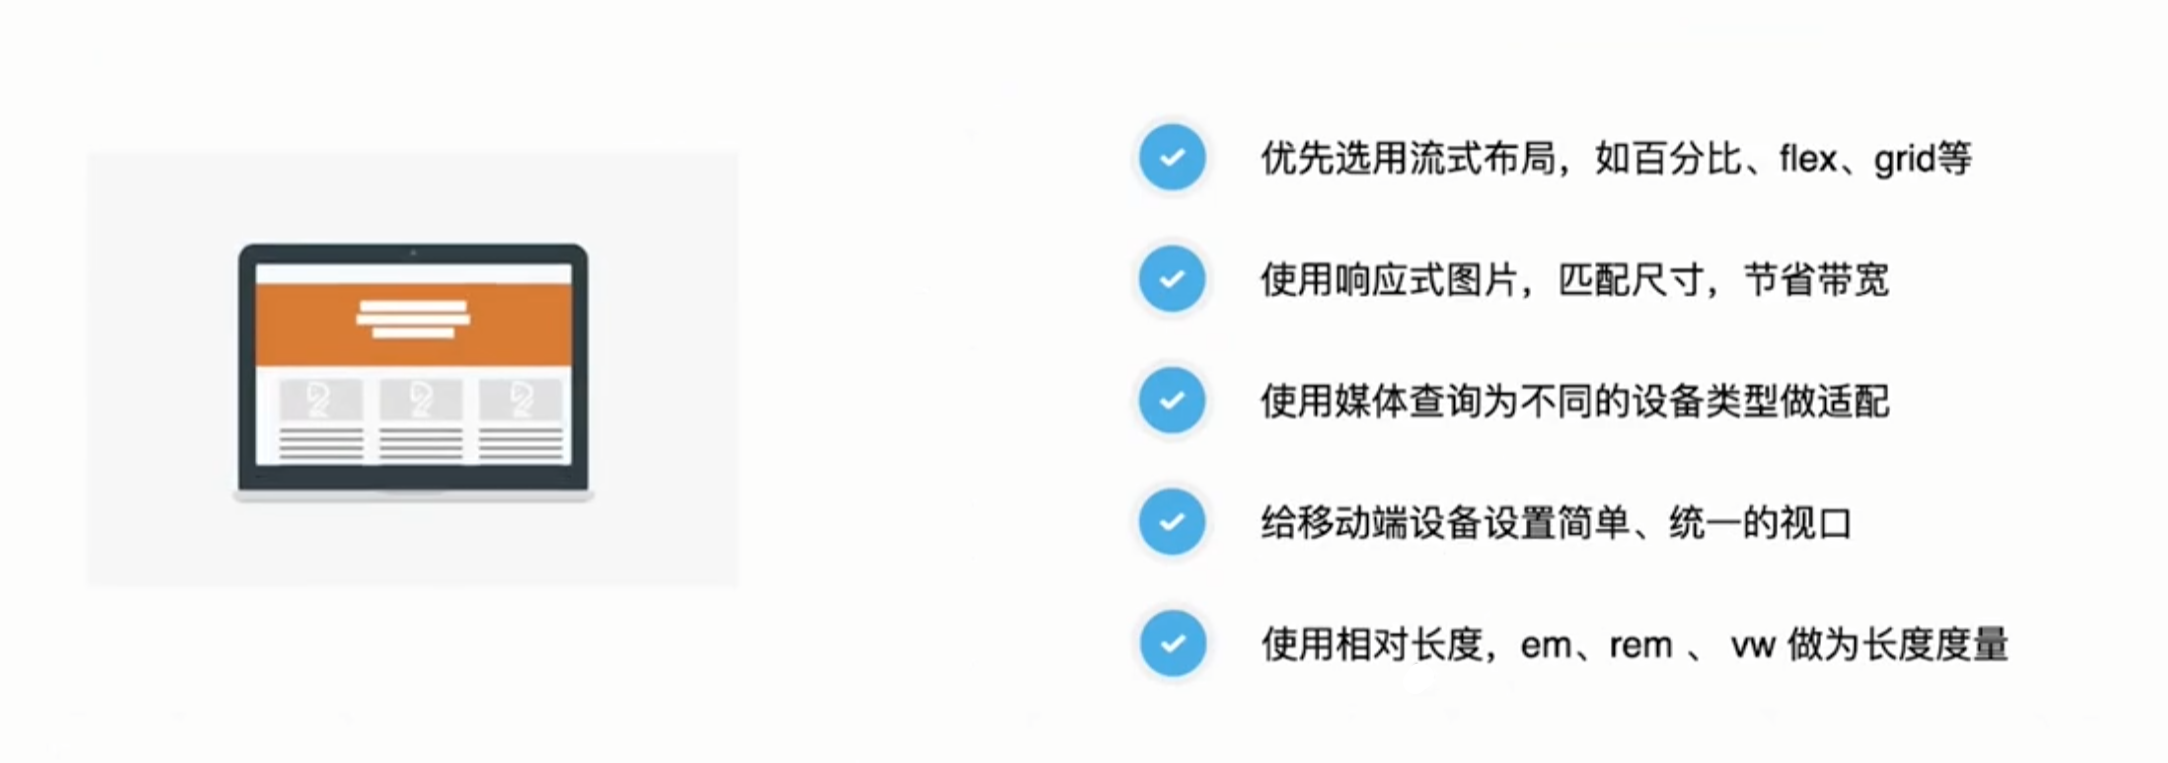 优先选用流式布局，如百分比、flex、grid等
使用响应式图片，匹配尺寸，节省带宽
使用媒体查询为不同的设备类型做适配
给移动端设备设置简单、统一的视口
使用相对长度，em、rem 、 vw 做为长度度量